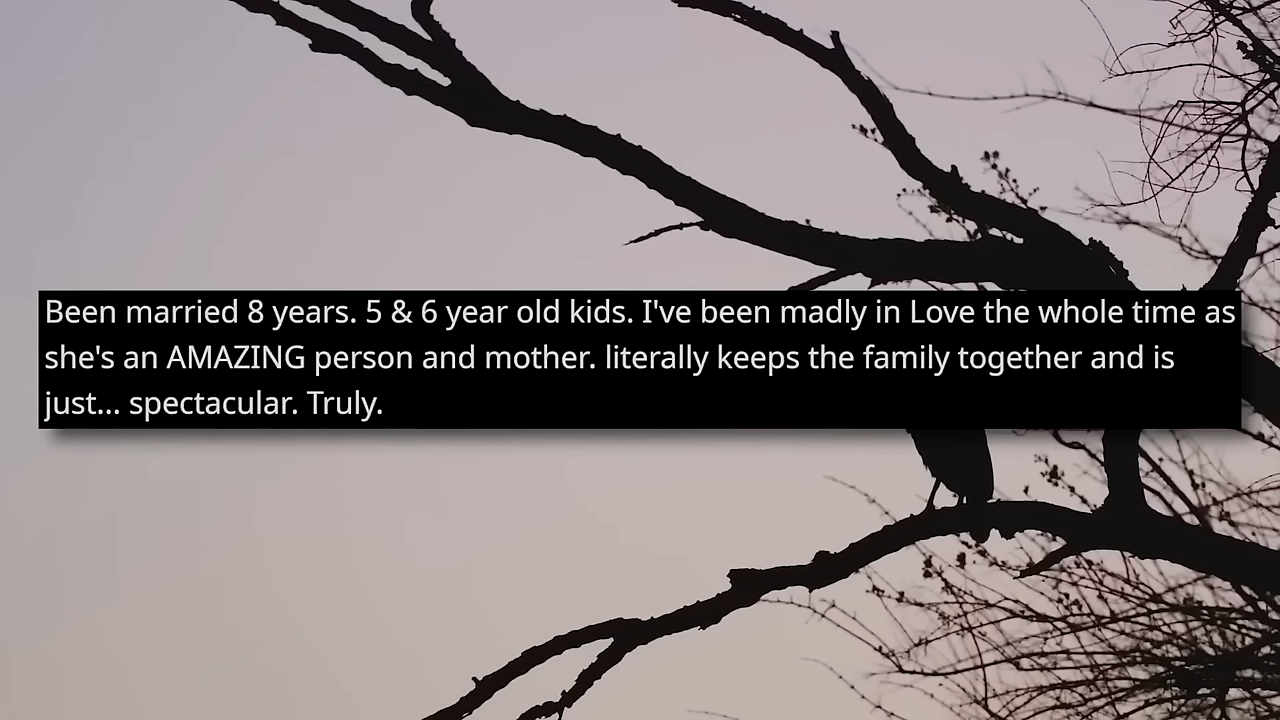 Been married 8 years. 5 & 6 year old kids. I've been madly in Love the whole time as
she's an AMAZING person and mother. literally keeps the family together and is
just... spectacular. Truly.